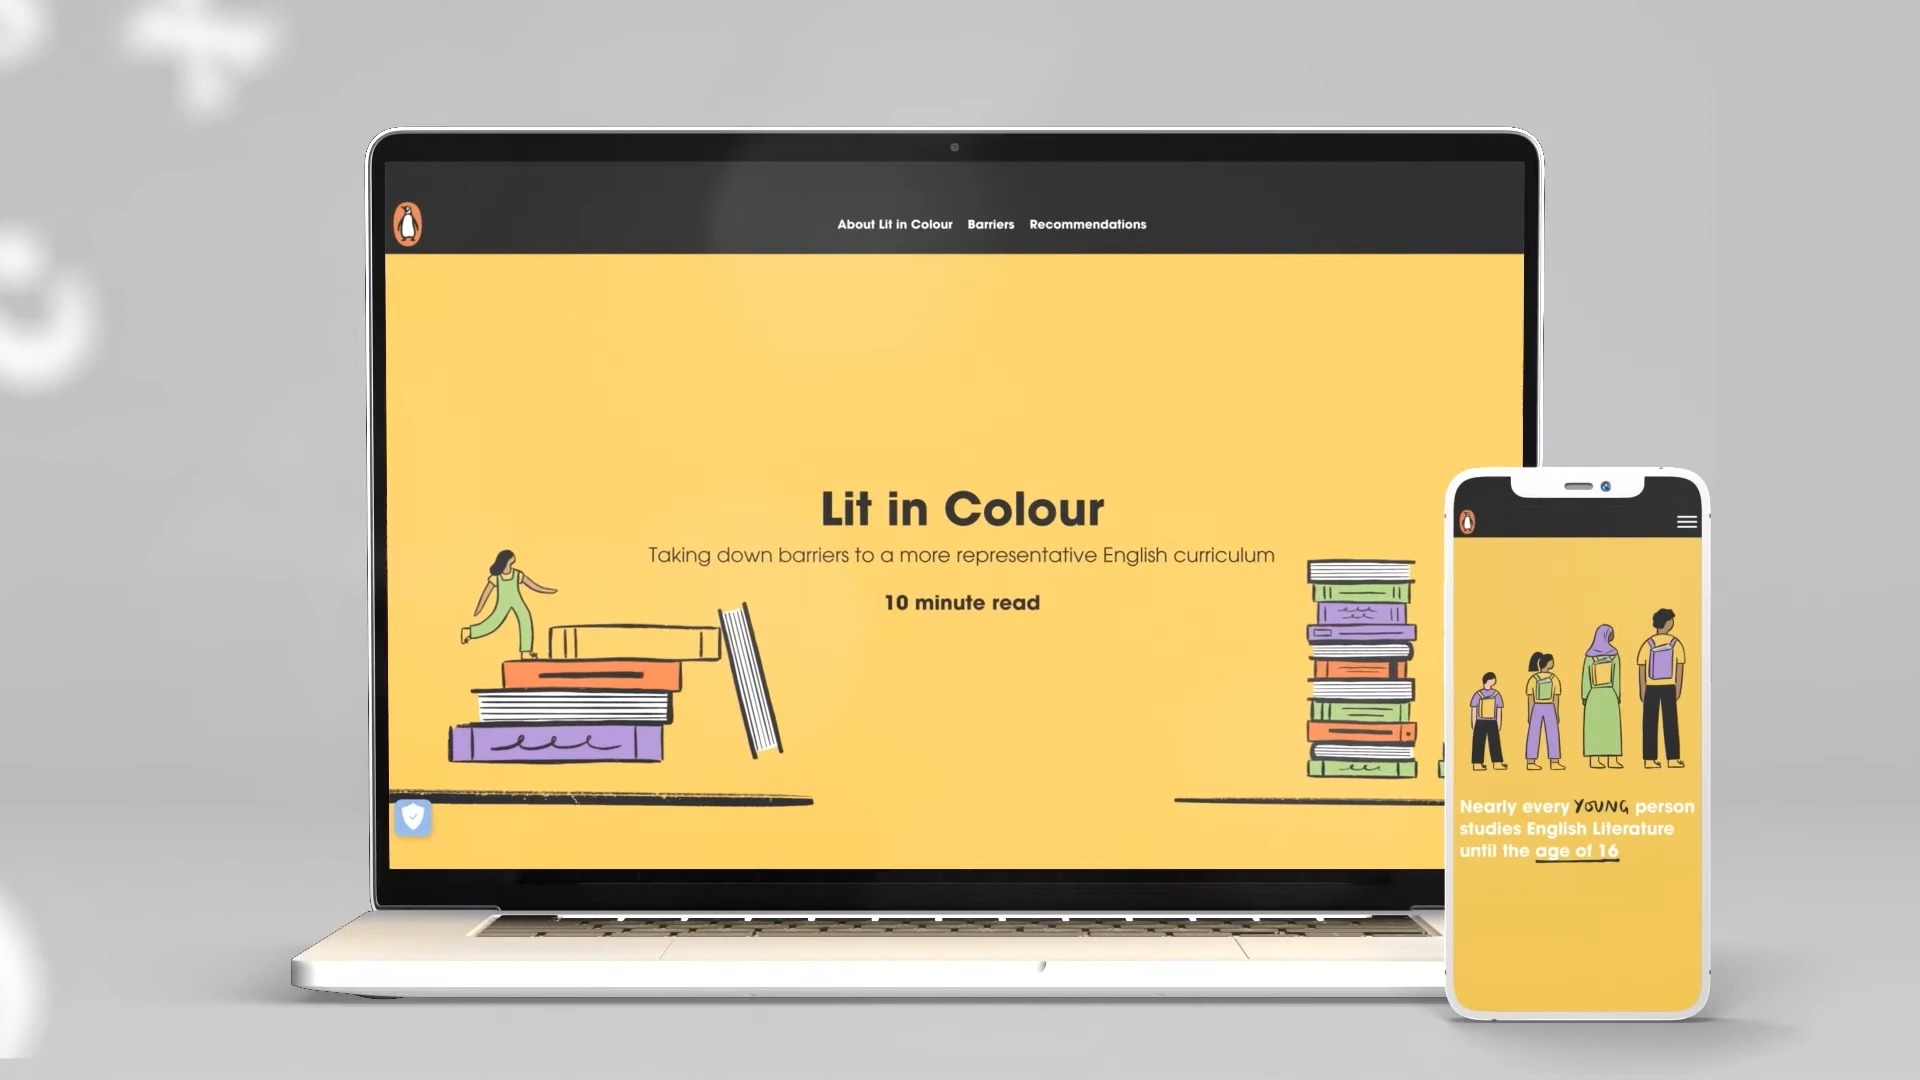 About Lit in Colour Barriers Recommendations
Lit in Colour
Taking down barriers to a more representative English curriculum
10 minute read
Nearly every YOUNG person
studies English Literature
until the age of 16